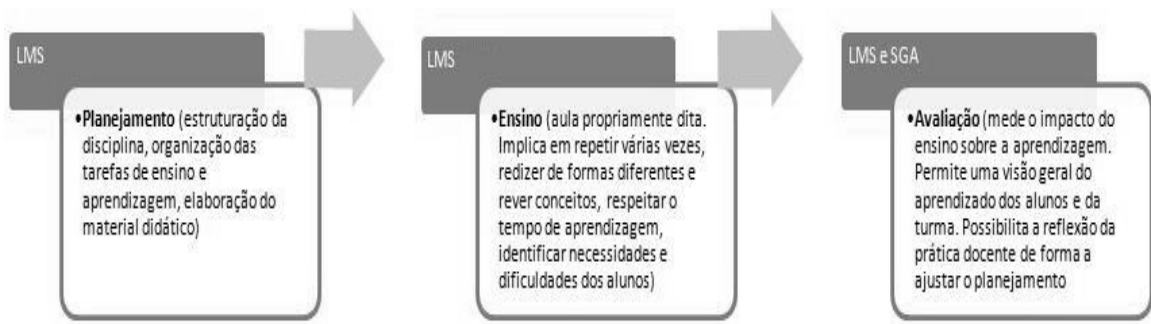 LMS
•Planejamento (estruturação da
disciplina, organização das
tarefas de ensino e
aprendizagem, elaboração do
material didático)
LMS
•Ensino (aula propriamente dita.
Implica em repetir várias vezes,
redizer de formas diferentes e
rever conceitos, respeitar o
tempo de aprendizagem,
identificar necessidades e
dificuldades dos alunos)
LMS e SGA
•Avaliação (mede o impacto do
ensino sobre a aprendizagem.
Permite uma visão geral do
aprendizado dos alunos e da
turma. Possibilita a reflexão da
prática docente de forma a
ajustar o planejamento